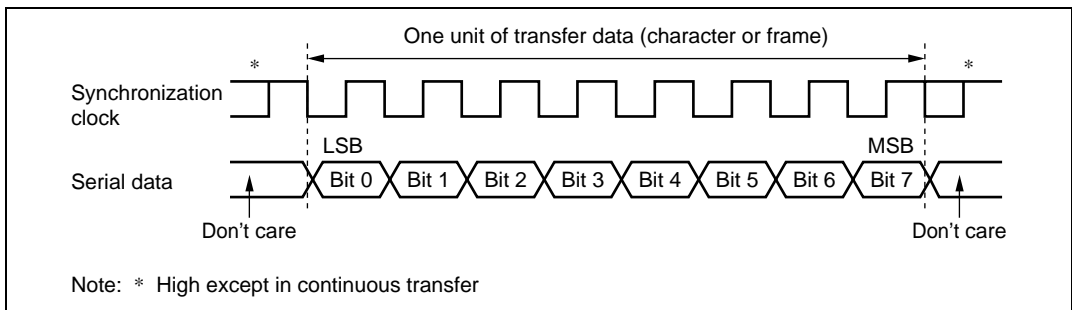 One unit of transfer data (character or frame)
* *
Synchronization
clock
LSB MSB
Serial data Bit 0 Bit 1 Bit 2 Bit 3 Bit 4 Bit 5 Bit 6 Bit 7
Don't care Don't care
Note: * High except in continuous transfer